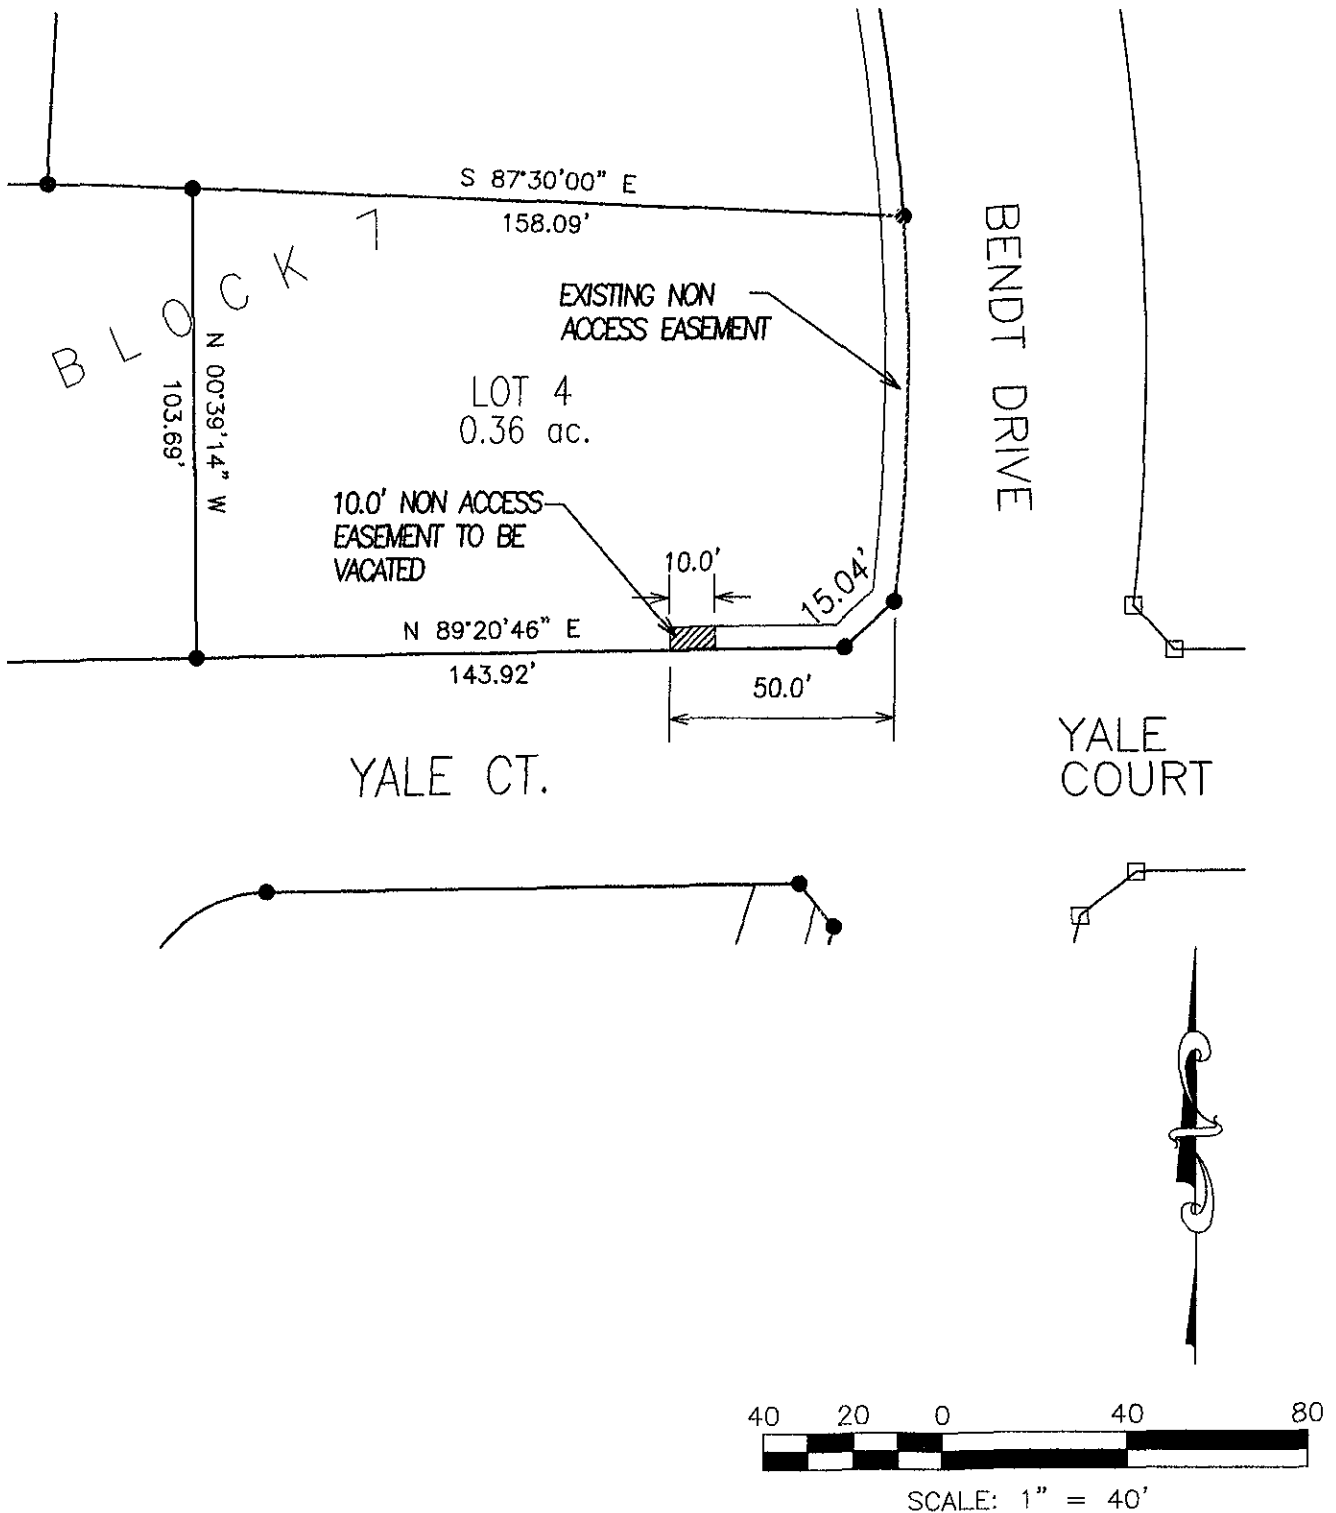 S 87°30'00" E
158.09'
BLOCK 7
BENDT DRIVE
EXISTING NON
ACCESS EASEMENT
N 00°39'14" W
103.69'
LOT 4
0.36 ac.
10.0' NON ACCESS
EASEMENT TO BE
VACATED
10.0'
15.04'
N 89°20'46" E
143.92'
50.0'
YALE CT.
YALE
COURT
40 20 0 40 80
SCALE: 1" = 40'